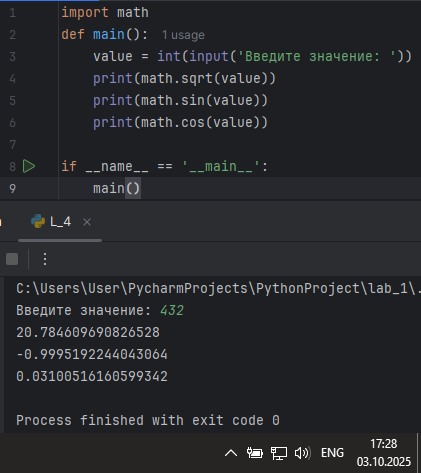 1 import math
2 def main(): 1 usage
3 value = int(input('Введите значение: '))
4 print(math.sqrt(value))
5 print(math.sin(value))
6 print(math.cos(value))
7
8 if __name__ == '__main__':
9 main()
L_4 ×
C:\Users\User\PycharmProjects\PythonProject\lab_1\.
Введите значение: 432
20.784609690826528
-0.9995192244043064
0.03100516160599342
Process finished with exit code 0
ENG 17:28
03.10.2025